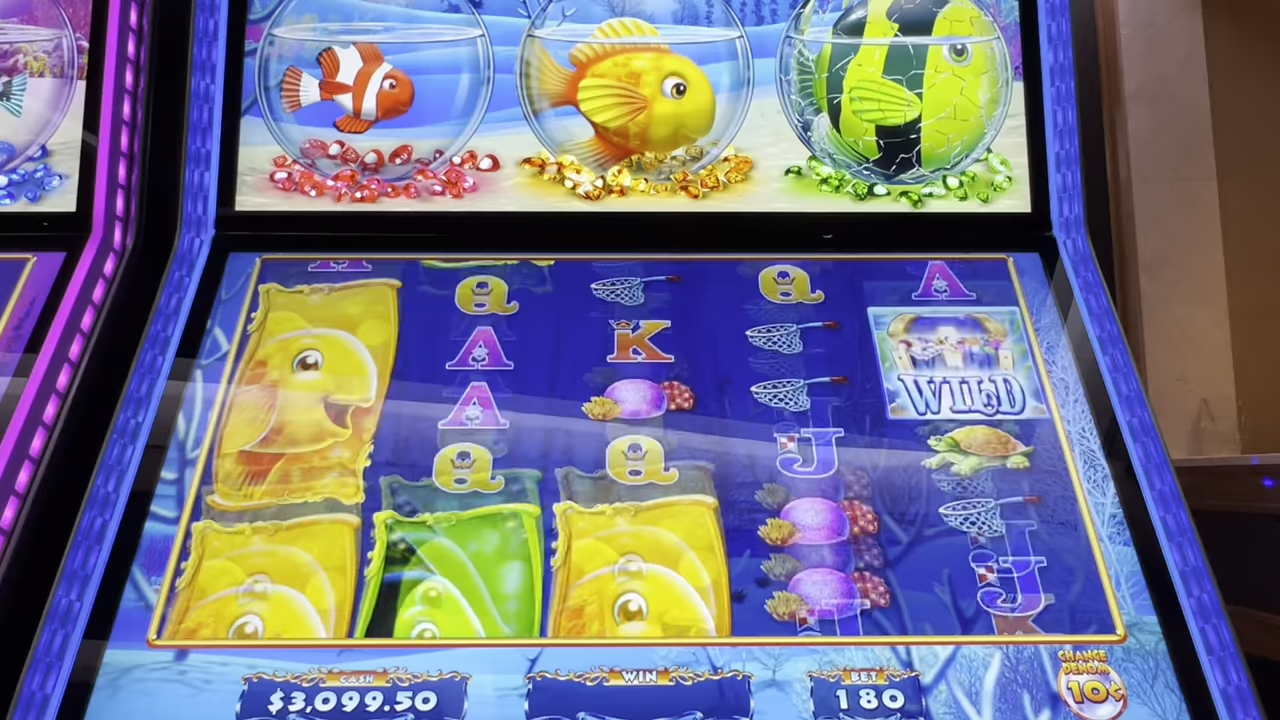 A
Q
Q
A
K
A
WILD
A
Q
Q
J
J
CASH
$3,099.50
WIN
BET
180
CHANGE
DENOM
10¢